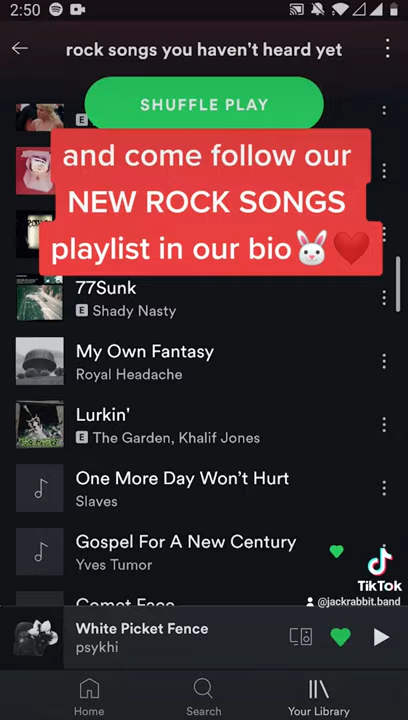 2:50
rock songs you haven't heard yet
SHUFFLE PLAY
E
and come follow our
NEW ROCK SONGS
playlist in our bio🐰❤️
77Sunk
E Shady Nasty
My Own Fantasy
Royal Headache
Lurkin'
E The Garden, Khalif Jones
One More Day Won't Hurt
Slaves
Gospel For A New Century
Yves Tumor
TikTok
@jackrabbit.band
Comet Face
White Picket Fence
psykhi
Home
Search
Your Library